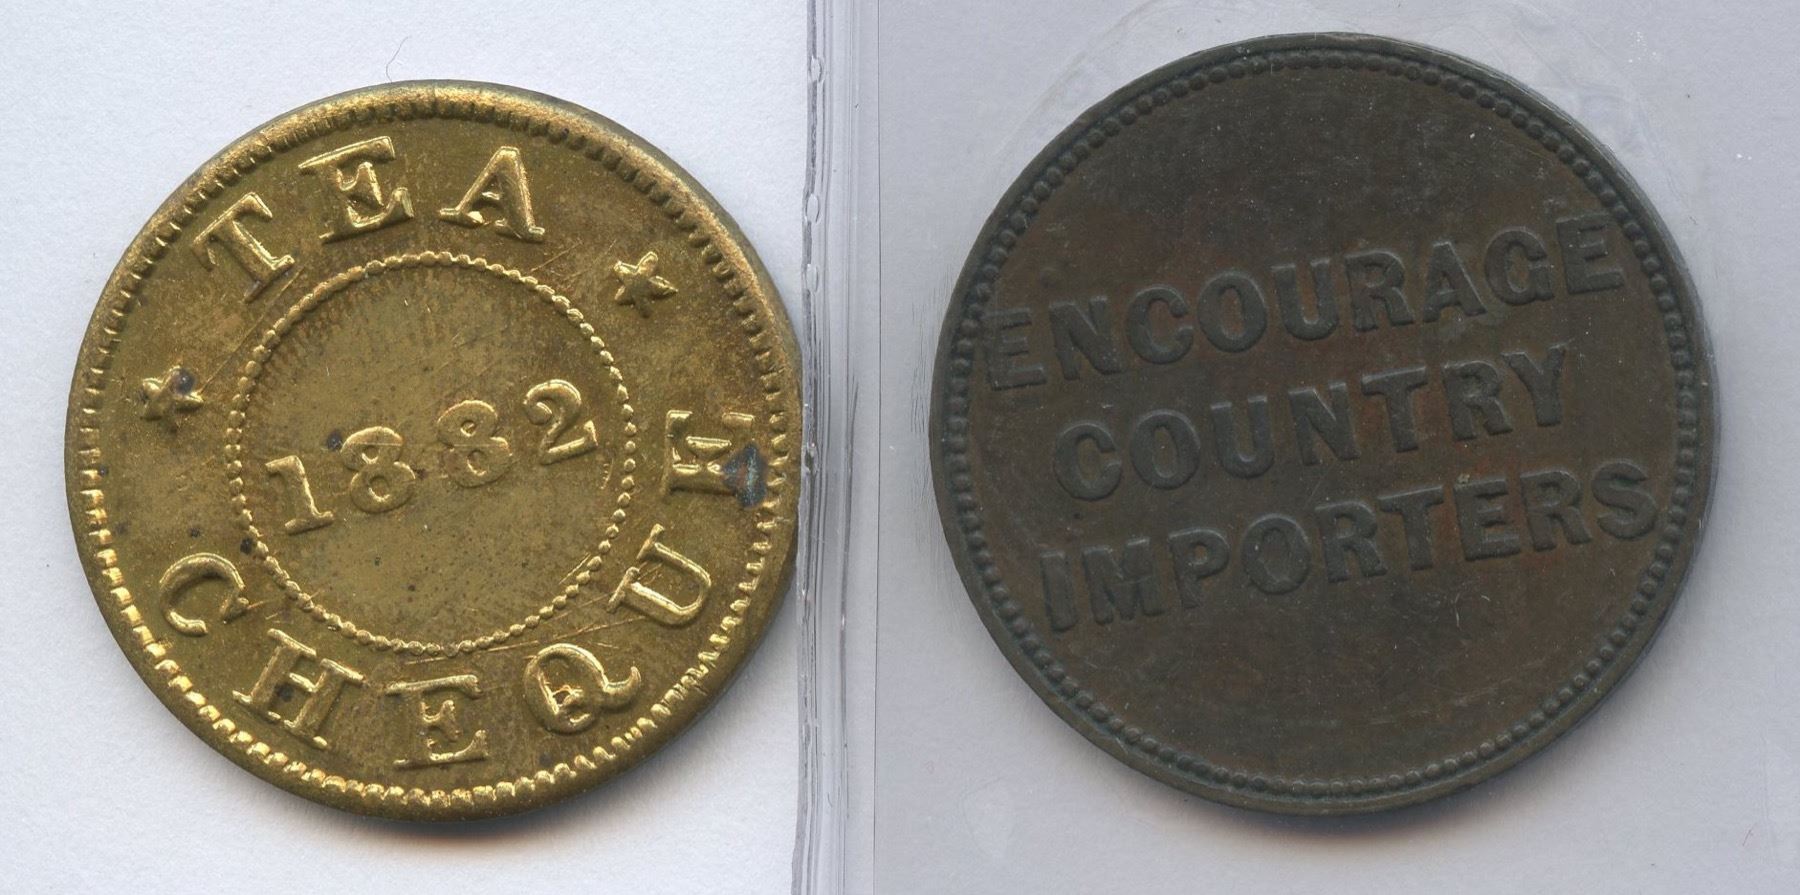 TEA
1882
CHEQUE
ENCOURAGE
COUNTRY
IMPORTERS